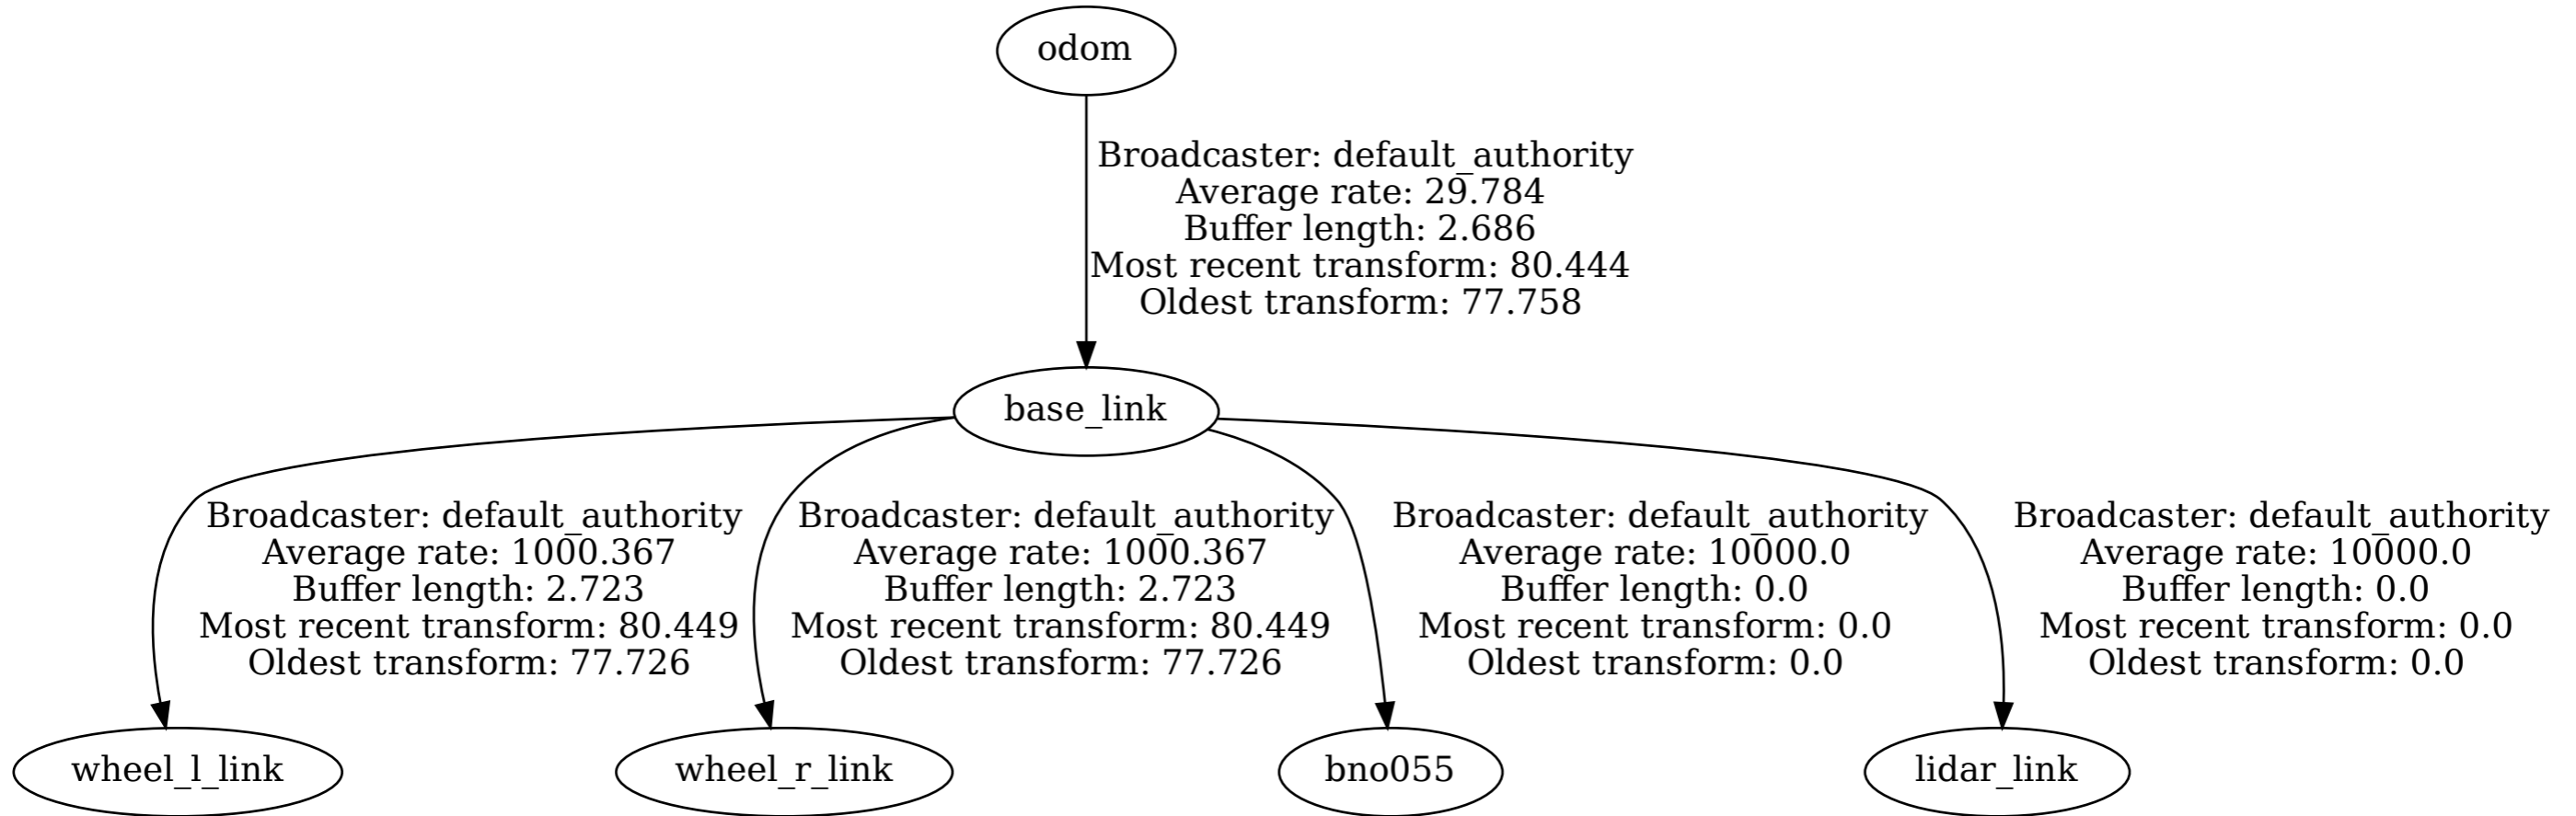 odom
Broadcaster: default_authority
Average rate: 29.784
Buffer length: 2.686
Most recent transform: 80.444
Oldest transform: 77.758
base_link
Broadcaster: default_authority
Average rate: 1000.367
Buffer length: 2.723
Most recent transform: 80.449
Oldest transform: 77.726
Broadcaster: default_authority
Average rate: 1000.367
Buffer length: 2.723
Most recent transform: 80.449
Oldest transform: 77.726
Broadcaster: default_authority
Average rate: 10000.0
Buffer length: 0.0
Most recent transform: 0.0
Oldest transform: 0.0
Broadcaster: default_authority
Average rate: 10000.0
Buffer length: 0.0
Most recent transform: 0.0
Oldest transform: 0.0
wheel_l_link
wheel_r_link
bno055
lidar_link